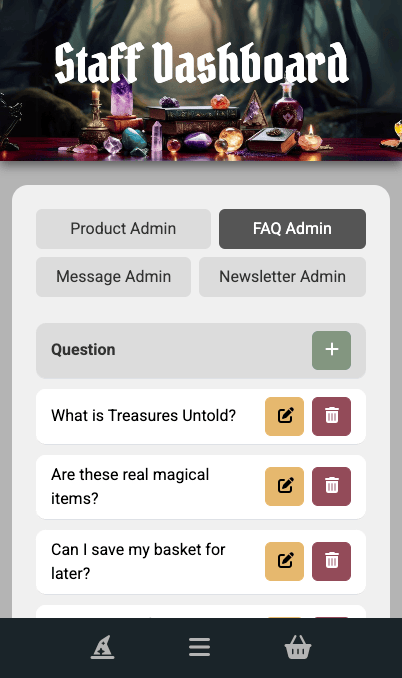 Staff Dashboard
Product Admin
FAQ Admin
Message Admin
Newsletter Admin
Question
What is Treasures Untold?
Are these real magical
items?
Can I save my basket for
later?